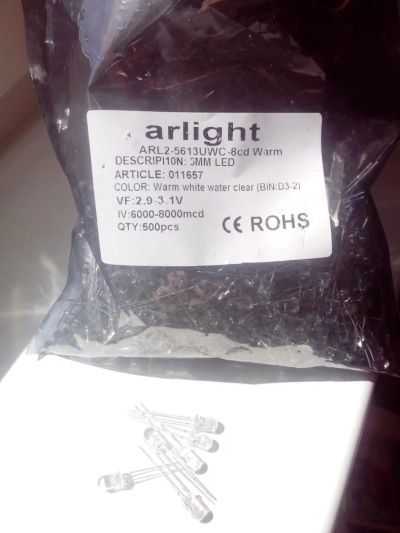 arlight
ARL2-5613UWC-8cd Warm
DESCRIPI10N: 5MM LED
ARTICLE: 011657
COLOR: Warm white water clear (BIN:D3-2)
VF:2.9-3.1V
IV:6000-8000mcd
QTY:500pcs
CE ROHS